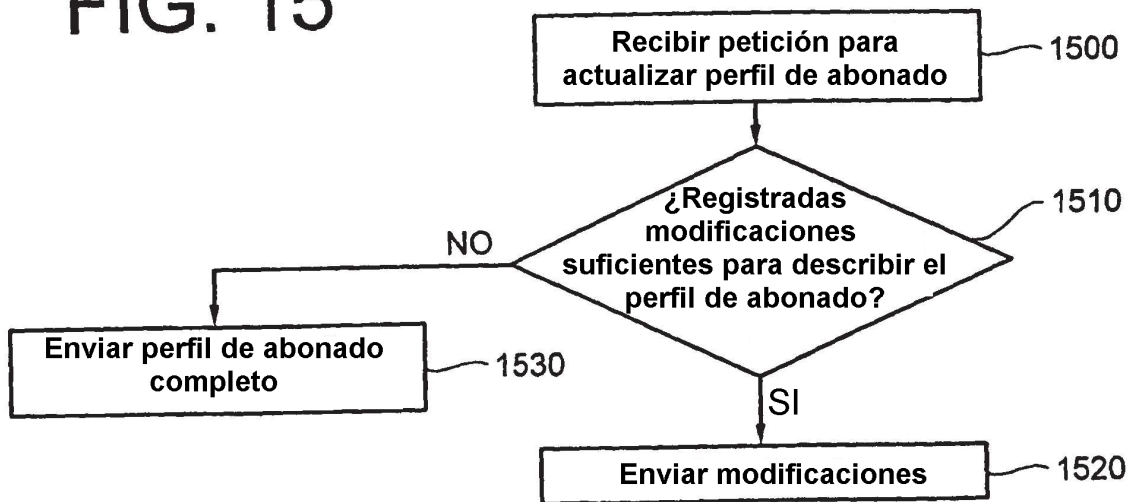 FIG. 15
Recibir petición para
actualizar perfil de abonado
1500
¿Registradas
modificaciones
suficientes para describir el
perfil de abonado?
1510
NO
Enviar perfil de abonado
completo
1530
SI
Enviar modificaciones
1520